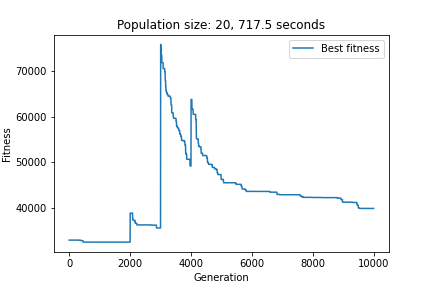 Population size: 20, 717.5 seconds
Best fitness
Fitness
70000
60000
50000
40000
0 2000 4000 6000 8000 10000
Generation